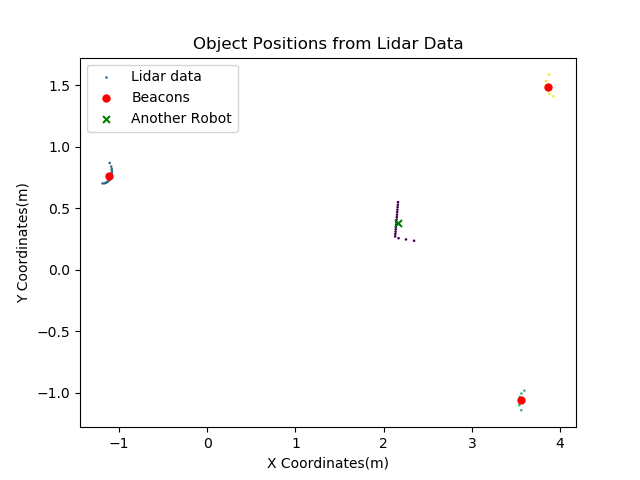 Object Positions from Lidar Data
Lidar data
Beacons
Another Robot
1.5
1.0
0.5
0.0
−0.5
−1.0
Y Coordinates(m)
−1
0
1
2
3
4
X Coordinates(m)